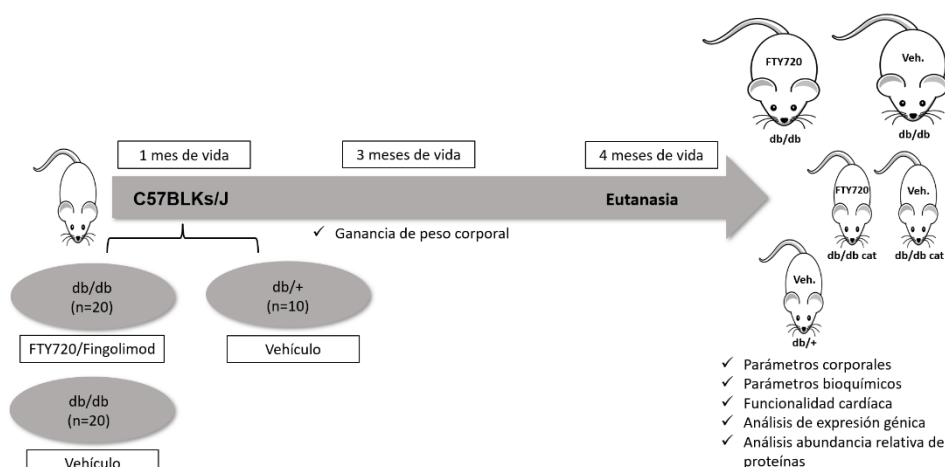 1 mes de vida
3 meses de vida
4 meses de vida
C57BLKs/J
Eutanasia
✓ Ganancia de peso corporal
db/db
(n=20)
FTY720/Fingolimod
db/+
(n=10)
Vehículo
db/db
(n=20)
Vehículo
FTY720
db/db
Veh.
db/db
FTY720
db/db cat
Veh.
db/db cat
Veh.
db/+
✓ Parámetros corporales
✓ Parámetros bioquímicos
✓ Funcionalidad cardíaca
✓ Análisis de expresión génica
✓ Análisis abundancia relativa de
proteínas